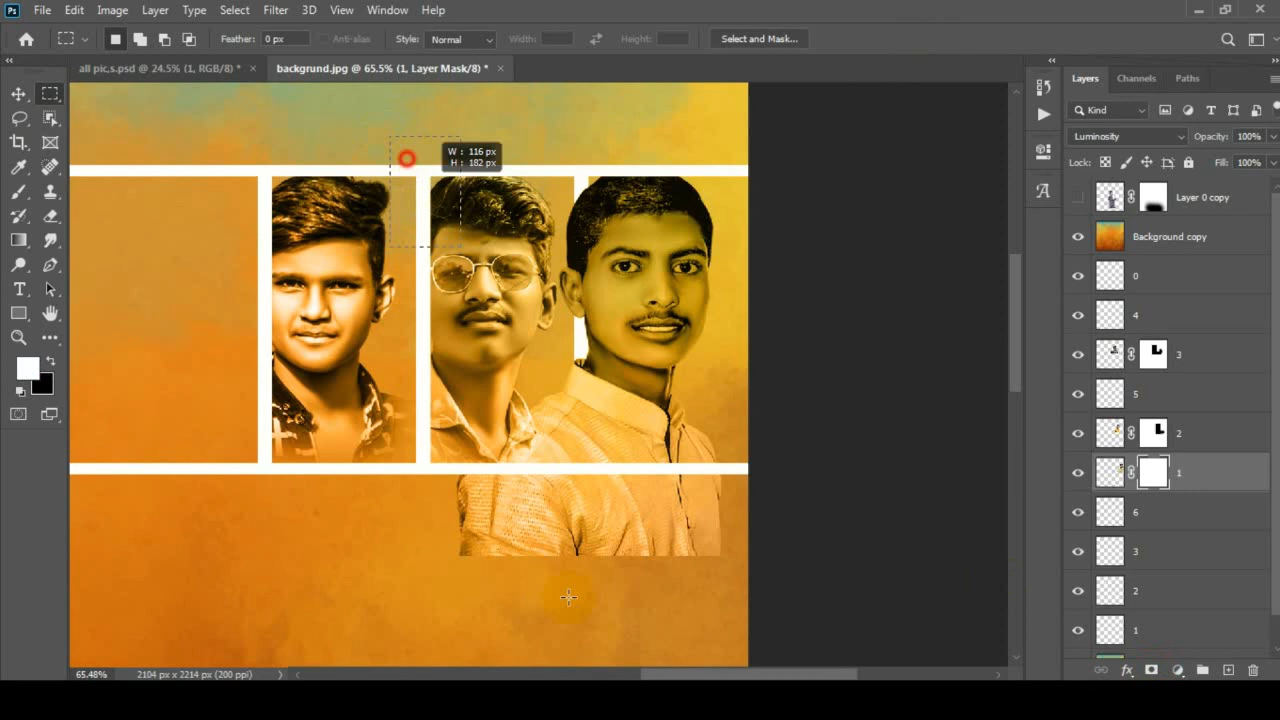 Ps File Edit Image Layer Type Select Filter 3D View Window Help
Feather: 0 px Anti-alias Style: Normal Width: Height: Select and Mask...
all pic,s.psd @ 24.5% (1, RGB/8) * × backgrund.jpg @ 65.5% (1, Layer Mask/8) * ×
Layers Channels Paths
Kind
Luminosity Opacity: 100%
Lock: Fill: 100%
W : 116 px
H : 182 px
Layer 0 copy
Background copy
0
4
3
5
2
1
6
3
2
1
65.48% 2104 px x 2214 px (200 ppi)